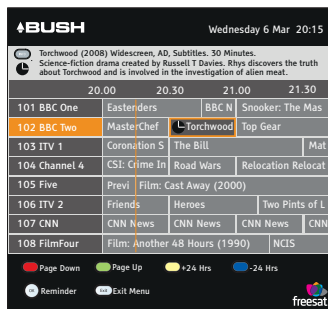 BUSH Wednesday 6 Mar 20:15
Torchwood (2008) Widescreen, AD, Subtitles. 30 Minutes.
Science-fiction drama created by Russell T Davies. Rhys discovers the truth
about Torchwood and is involved in the investigation of alien meat.
20.00 20.30 21.00 21.30
101 BBC One Eastenders BBC N Snooker: The Mas
102 BBC Two MasterChef Torchwood Top Gear
103 ITV 1 Coronation S The Bill Mat
104 Channel 4 CSI: Crime In Road Wars Relocation Relocat
105 Five Previ Film: Cast Away (2000)
106 ITV 2 Friends Heroes Two Pints of L
107 CNN CNN News CNN News CNN News CNN
108 FilmFour Film: Another 48 Hours (1990) NCIS
Page Down Page Up +24 Hrs -24 Hrs
Reminder Exit Exit Menu
freesat